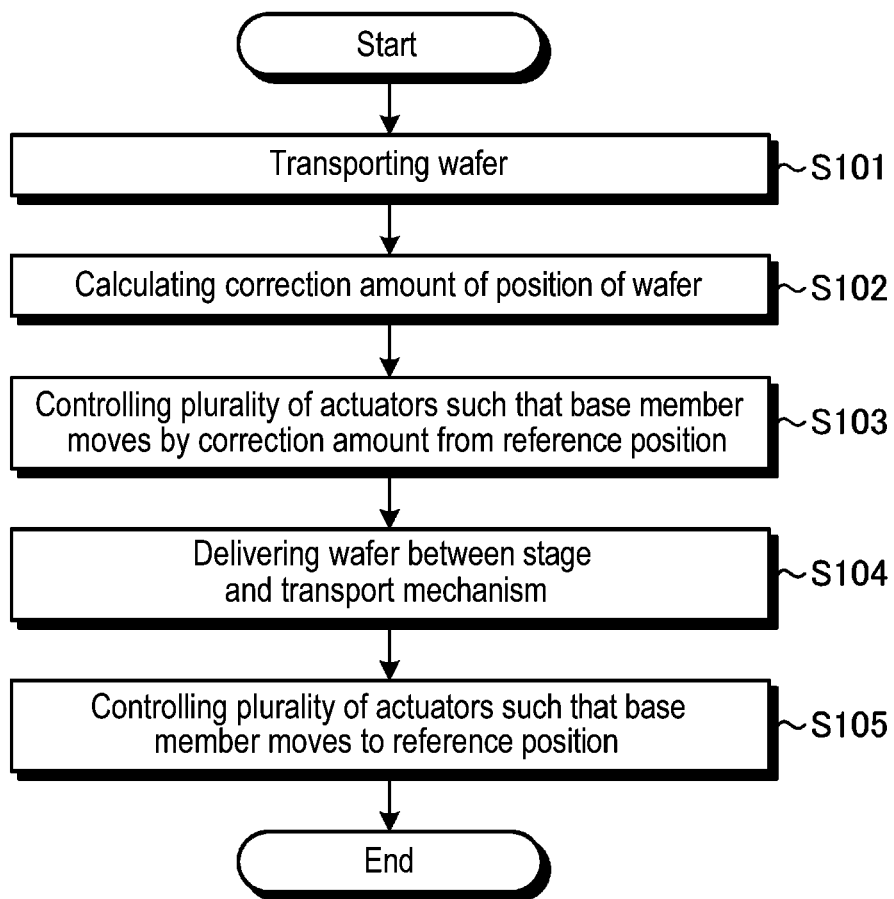 Start
Transporting wafer
S101
Calculating correction amount of position of wafer
S102
Controlling plurality of actuators such that base member
moves by correction amount from reference position
S103
Delivering wafer between stage
and transport mechanism
S104
Controlling plurality of actuators such that base
member moves to reference position
S105
End